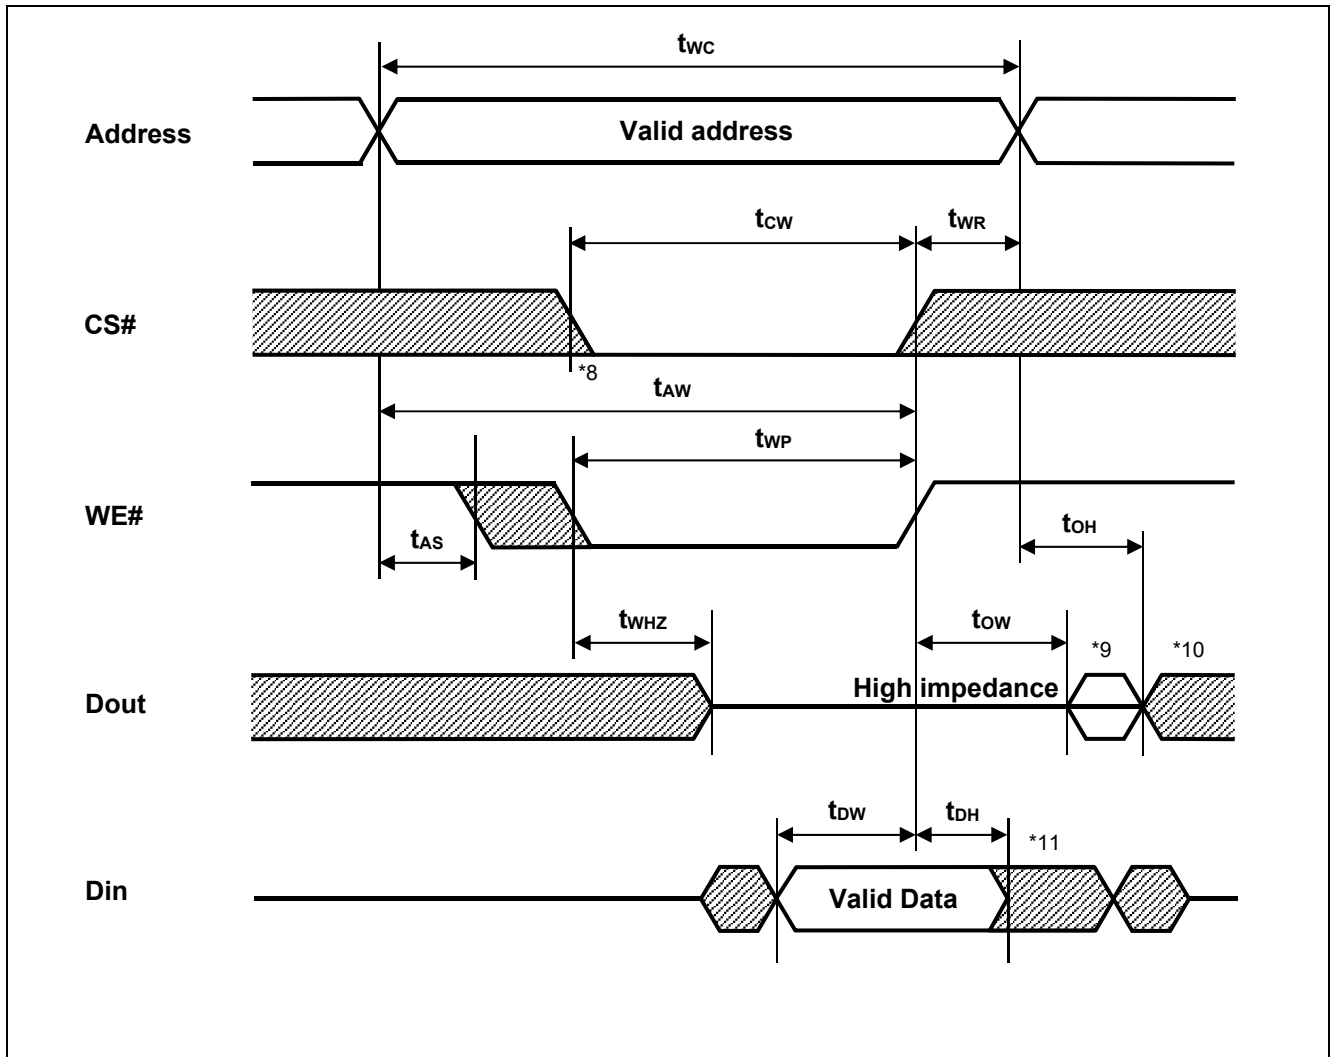 tWC
Address
Valid address
tCW
tWR
CS#
*8
tAW
tWP
WE#
tAS
tOH
tWHZ
tOW
*9
*10
Dout
High impedance
tDW
tDH
*11
Din
Valid Data